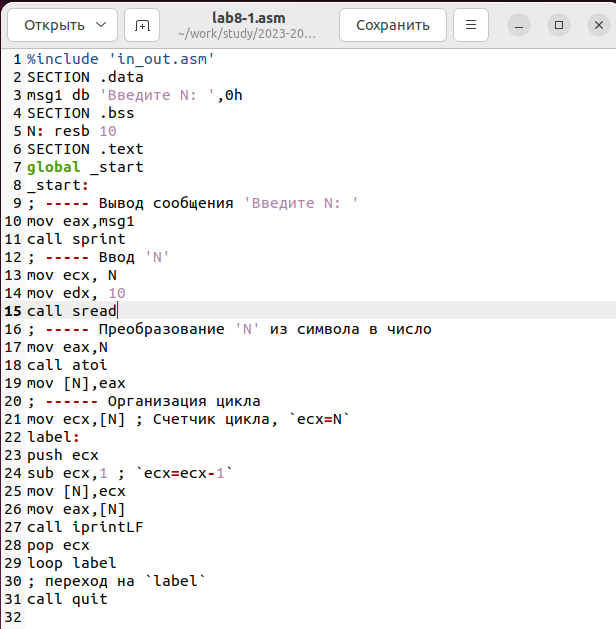 Открыть
lab8-1.asm
~/work/study/2023-20...
Сохранить
1 %include 'in_out.asm'
2 SECTION .data
3 msg1 db 'Введите N: ',0h
4 SECTION .bss
5 N: resb 10
6 SECTION .text
7 global _start
8 _start:
9 ; ----- Вывод сообщения 'Введите N: '
10 mov eax,msg1
11 call sprint
12 ; ----- Ввод 'N'
13 mov ecx, N
14 mov edx, 10
15 call sread
16 ; ----- Преобразование 'N' из символа в число
17 mov eax,N
18 call atoi
19 mov [N],eax
20 ; ------ Организация цикла
21 mov ecx,[N] ; Счетчик цикла, `ecx=N`
22 label:
23 push ecx
24 sub ecx,1 ; `ecx=ecx-1`
25 mov [N],ecx
26 mov eax,[N]
27 call iprintLF
28 pop ecx
29 loop label
30 ; переход на `label`
31 call quit
32